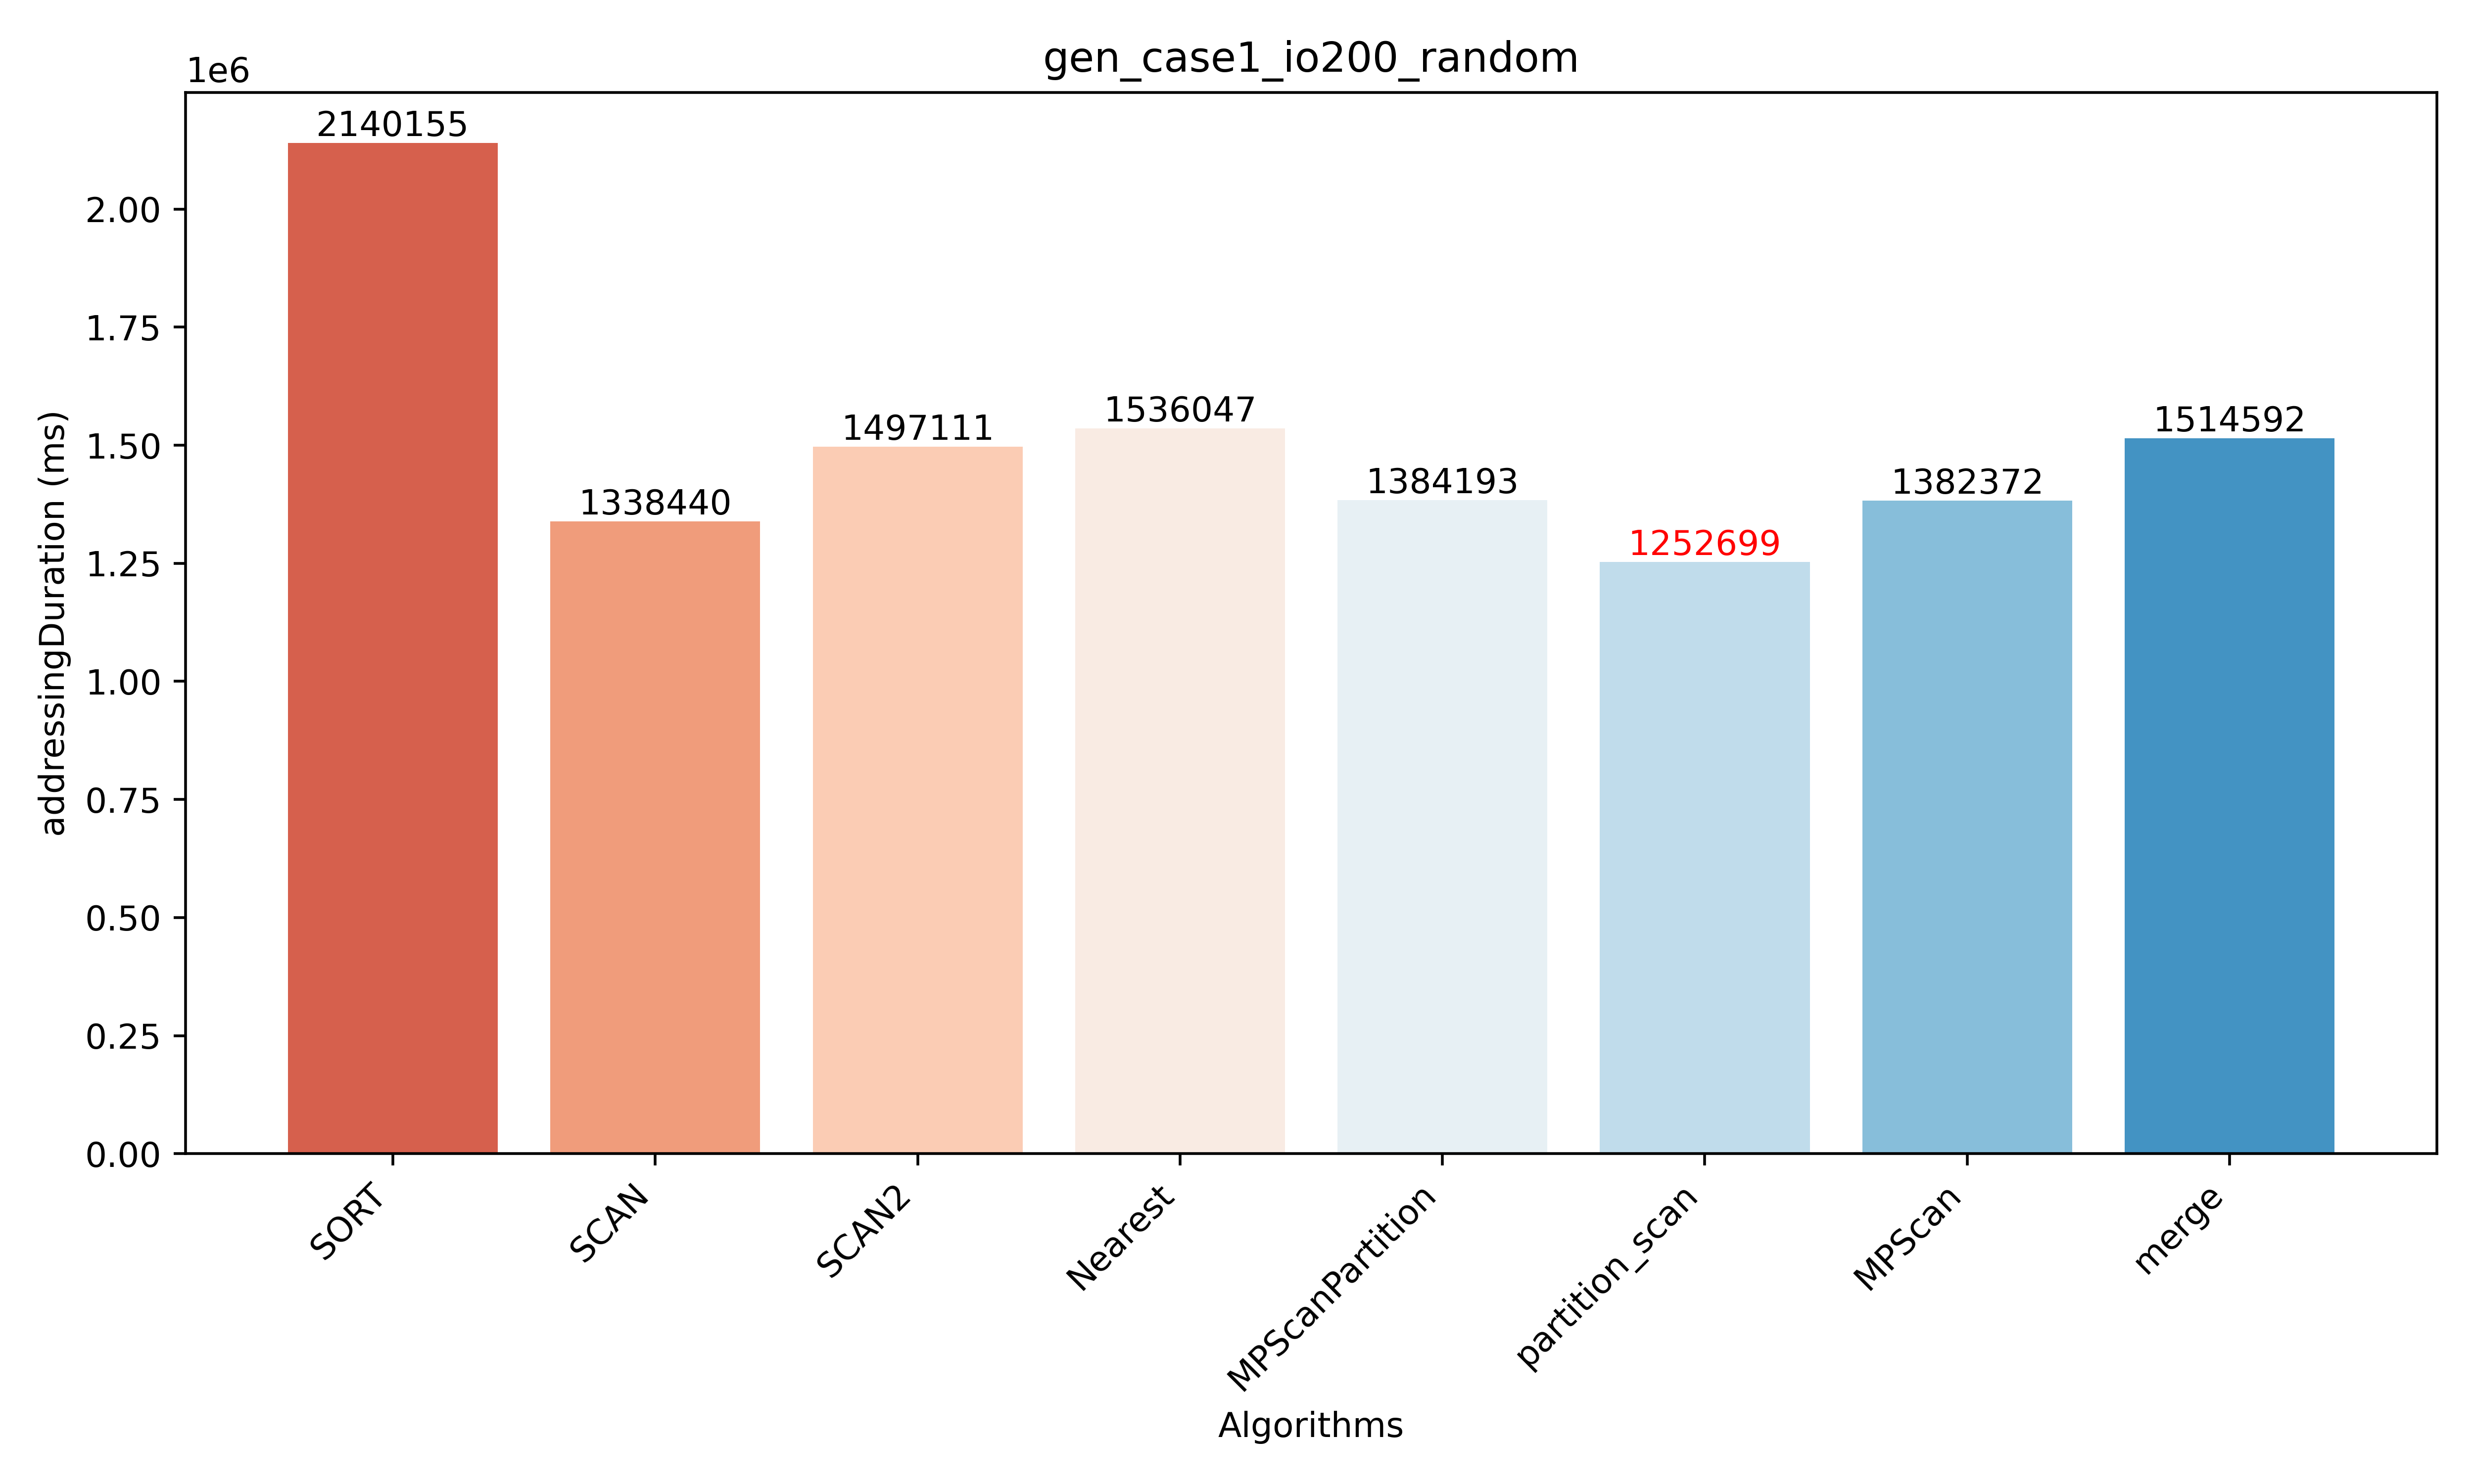 gen_case1_io200_random
1e6
2140155
1338440
1497111
1536047
1384193
1252699
1382372
1514592
addressingDuration (ms)
2.00
1.75
1.50
1.25
1.00
0.75
0.50
0.25
0.00
SORT
SCAN
SCAN2
Nearest
MPScanPartition
partition_scan
MPScan
merge
Algorithms